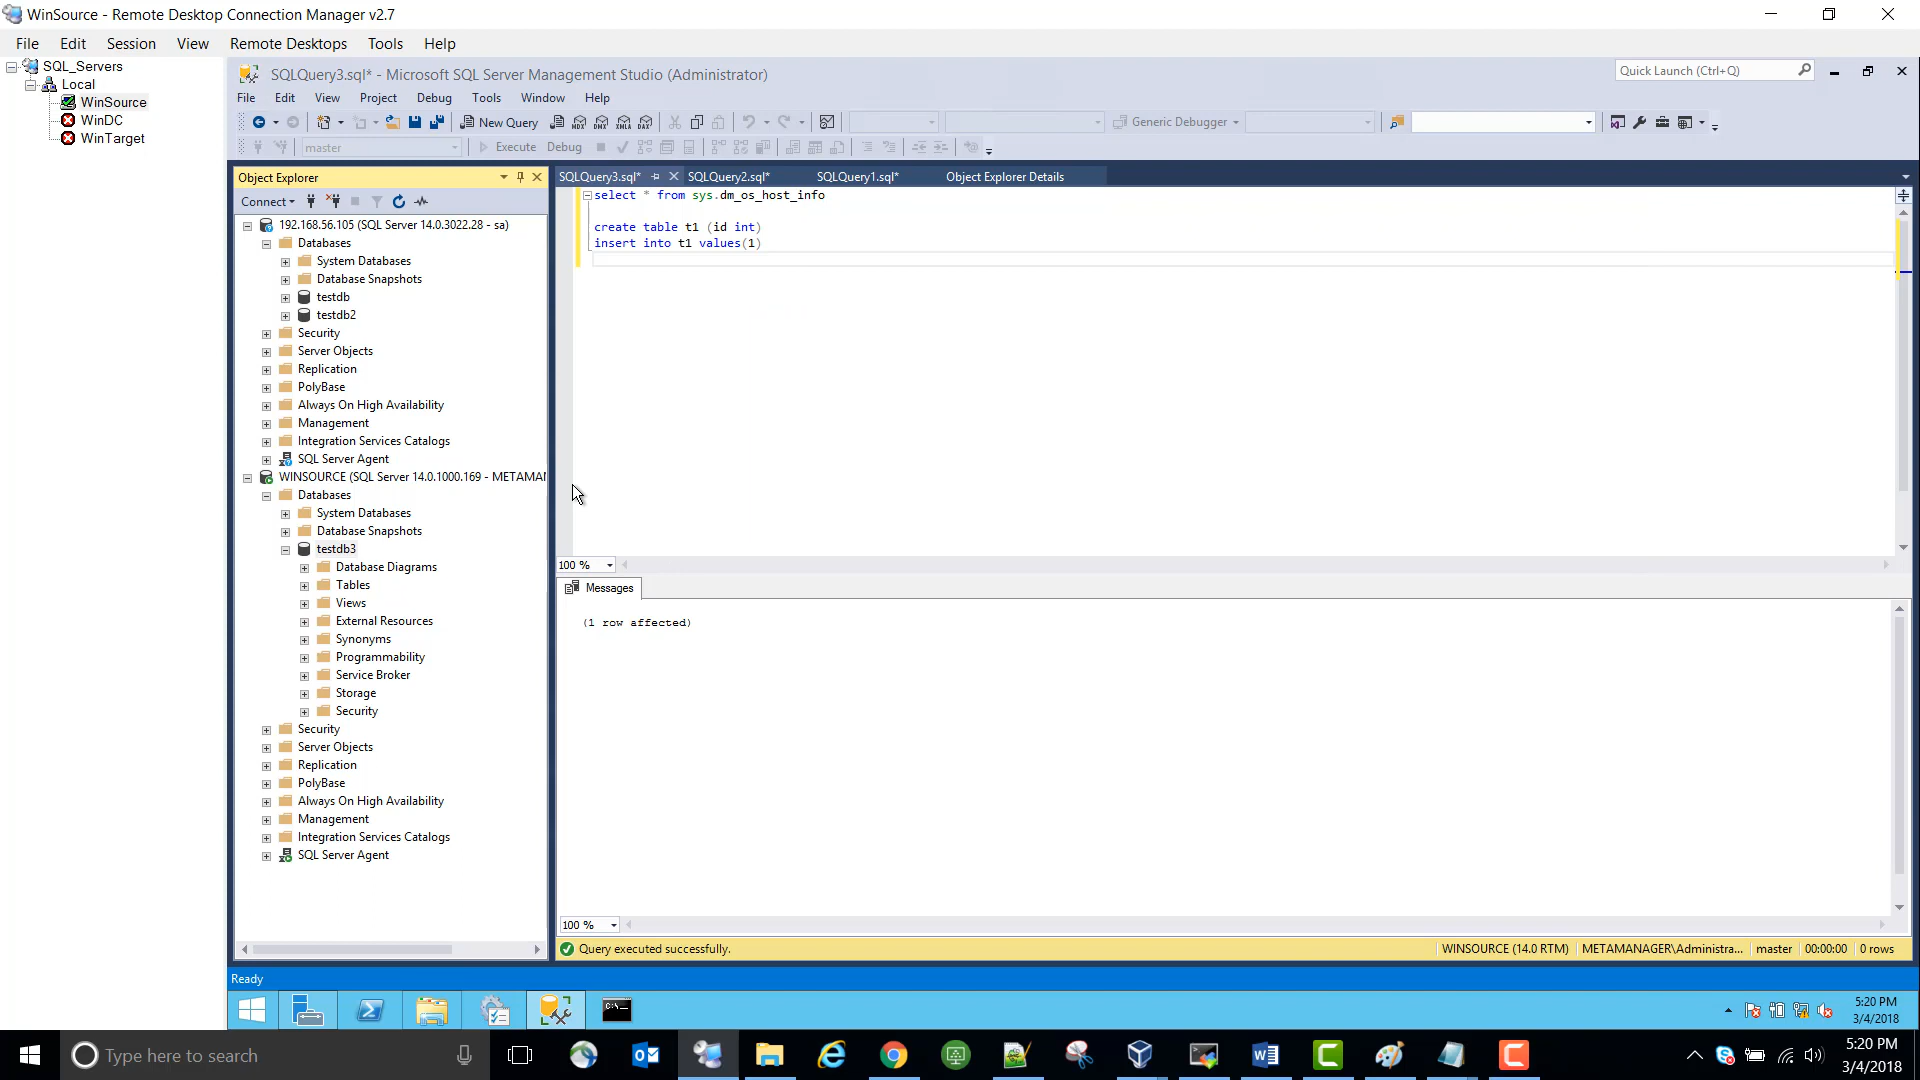 WinSource - Remote Desktop Connection Manager v2.7
File Edit Session View Remote Desktops Tools Help
SQL_Servers
Local
WinSource
WinDC
WinTarget
SQLQuery3.sql* - Microsoft SQL Server Management Studio (Administrator)
Quick Launch (Ctrl+Q)
File Edit View Project Debug Tools Window Help
New Query
MDX DMX XMLA DAX
Generic Debugger
master
Execute Debug
Object Explorer
Connect
192.168.56.105 (SQL Server 14.0.3022.28 - sa)
Databases
System Databases
Database Snapshots
testdb
testdb2
Security
Server Objects
Replication
PolyBase
Always On High Availability
Management
Integration Services Catalogs
SQL Server Agent
WINSOURCE (SQL Server 14.0.1000.169 - METAMAN
Databases
System Databases
Database Snapshots
testdb3
Database Diagrams
Tables
Views
External Resources
Synonyms
Programmability
Service Broker
Storage
Security
Security
Server Objects
Replication
PolyBase
Always On High Availability
Management
Integration Services Catalogs
SQL Server Agent
SQLQuery3.sql* SQLQuery2.sql* SQLQuery1.sql* Object Explorer Details
select * from sys.dm_os_host_info
create table t1 (id int)
insert into t1 values(1)
100 %
Messages
(1 row affected)
100 %
Query executed successfully. WINSOURCE (14.0 RTM) METAMANAGER\Administra... master 00:00:00 0 rows
Ready
5:20 PM
3/4/2018
Type here to search
5:20 PM
3/4/2018